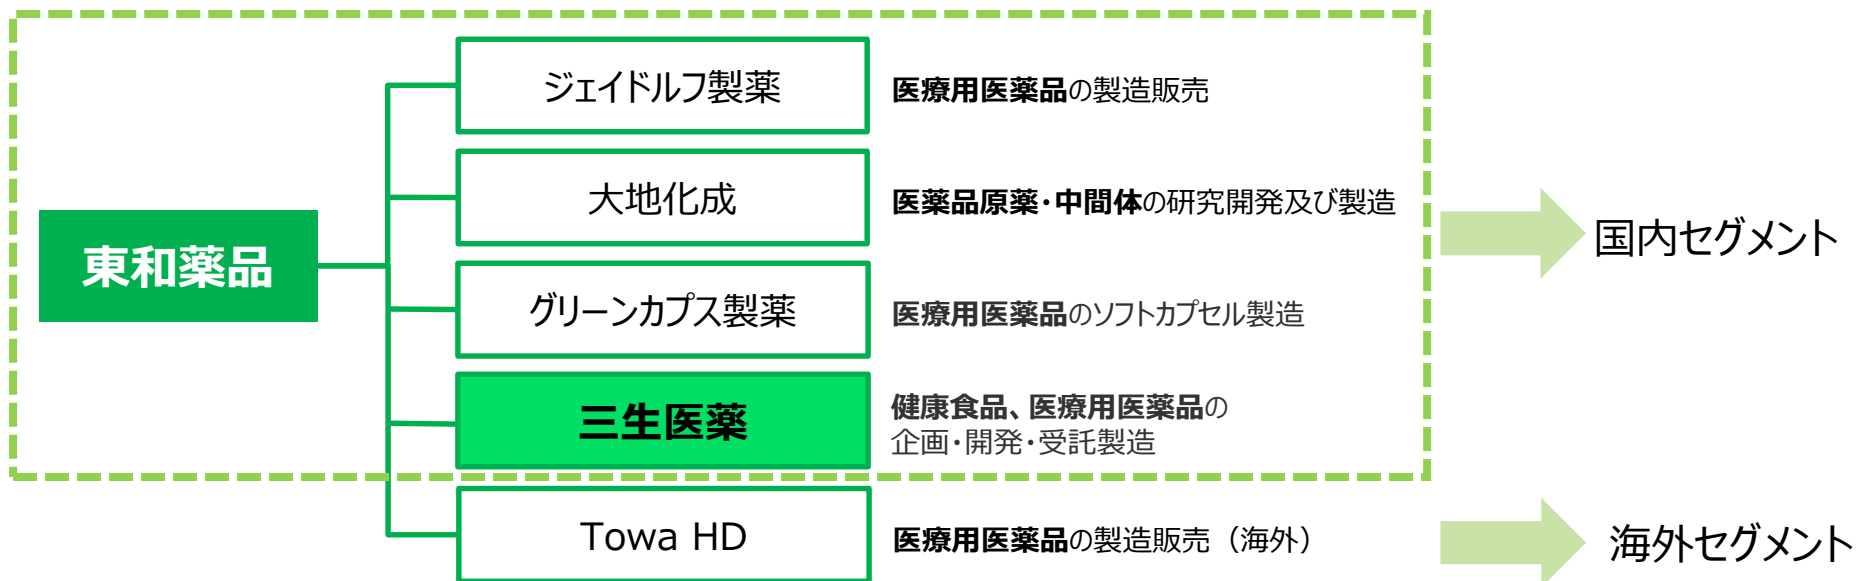 ジェイドルフ製薬
医療用医薬品の製造販売
大地化成
医薬品原薬・中間体の研究開発及び製造
国内セグメント
東和薬品
グリーンカプス製薬
医療用医薬品のソフトカプセル製造
三生医薬
健康食品、医療用医薬品の
企画・開発・受託製造
Towa HD
医療用医薬品の製造販売（海外）
海外セグメント